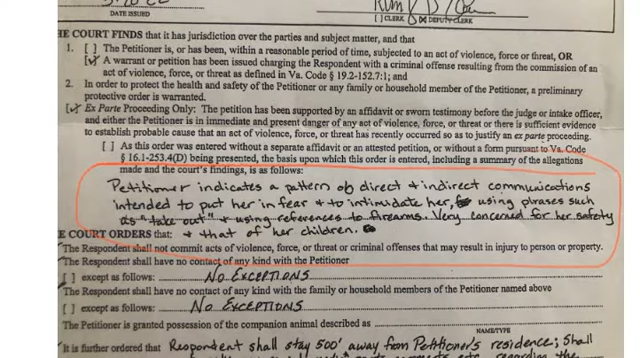 DATE ISSUED
[ ] CLERK [X] DEPUTY CLERK
HE COURT FINDS that it has jurisdiction over the parties and subject matter, and that
1. [ ] The Petitioner is, or has been, within a reasonable period of time, subjected to an act of violence, force or threat, OR
[✓] A warrant or petition has been issued charging the Respondent with a criminal offense resulting from the commission of an
act of violence, force, or threat as defined in Va. Code § 19.2-152.7:1; and
2. In order to protect the health and safety of the Petitioner or any family or household member of the Petitioner, a preliminary
protective order is warranted.
[✓] Ex Parte Proceeding Only: The petition has been supported by an affidavit or sworn testimony before the judge or intake officer,
and either the Petitioner is in immediate and present danger of any act of violence, force, or threat or there is sufficient evidence
to establish probable cause that an act of violence, force, or threat has recently occurred so as to justify an ex parte proceeding.
[ ] As this order was entered without a separate affidavit or an attested petition, or without a form pursuant to Va. Code
§ 16.1-253.4(D) being presented, the basis upon which this order is entered, including a summary of the allegations
made and the court's findings, is as follows:
Petitioner indicates a pattern of direct + indirect communications
intended to put her in fear + to intimidate her, using phrases such
as "take out" + using references to firearms. Very concerned for her safety
E COURT ORDERS that: + that of her children.
The Respondent shall not commit acts of violence, force, or threat or criminal offenses that may result in injury to person or property.
The Respondent shall have no contact of any kind with the Petitioner
[ ] except as follows: NO EXCEPTIONS
The Respondent shall have no contact of any kind with the family or household members of the Petitioner named above
[ ] except as follows: NO EXCEPTIONS
The Petitioner is granted possession of the companion animal described as
NAME/TYPE
It is further ordered that Respondent shall stay 500' away from Petitioner's residence; Shall
regarding the